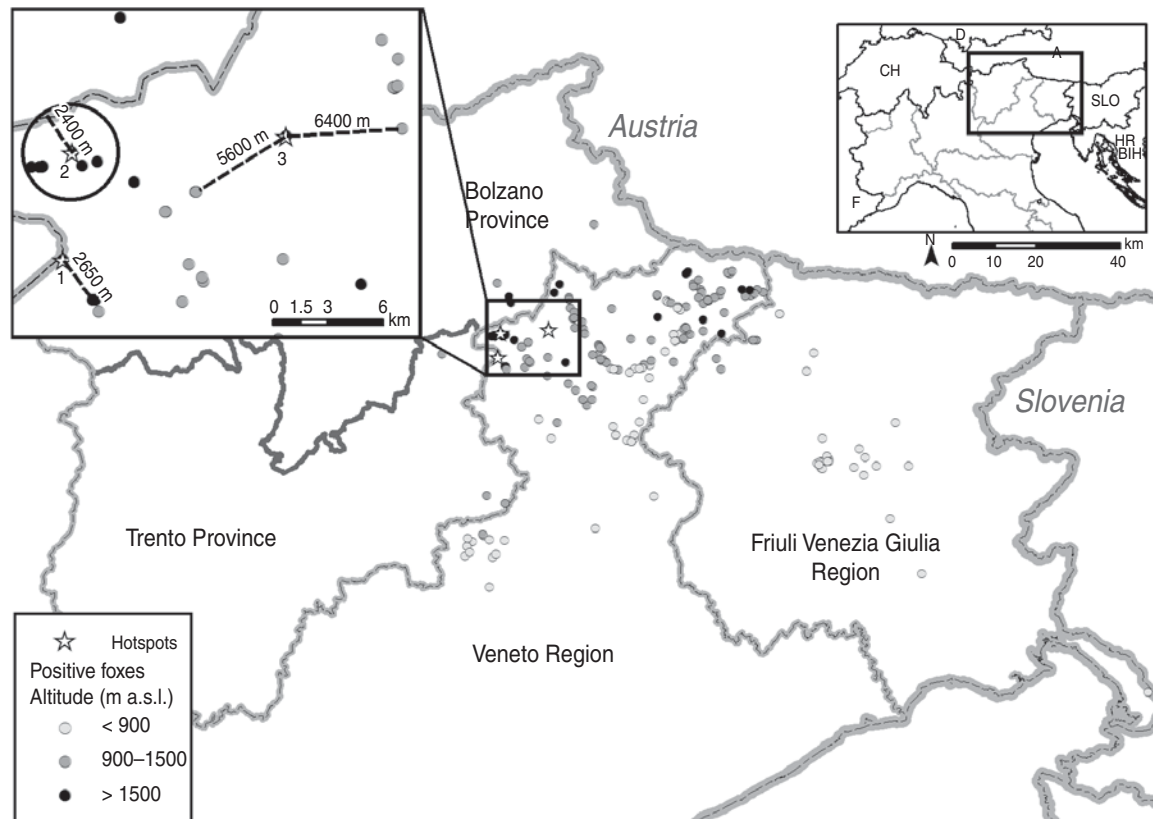 2400 m
2
5600 m
6400 m
3
1
2650 m
0 1.5 3 6
km
D
A
CH
SLO
HR
BIH
F
N
km
0 10 20 40
Austria
Bolzano
Province
Slovenia
Trento Province
Friuli Venezia Giulia
Region
Veneto Region
Hotspots
Positive foxes
Altitude (m a.s.l.)
< 900
900–1500
> 1500